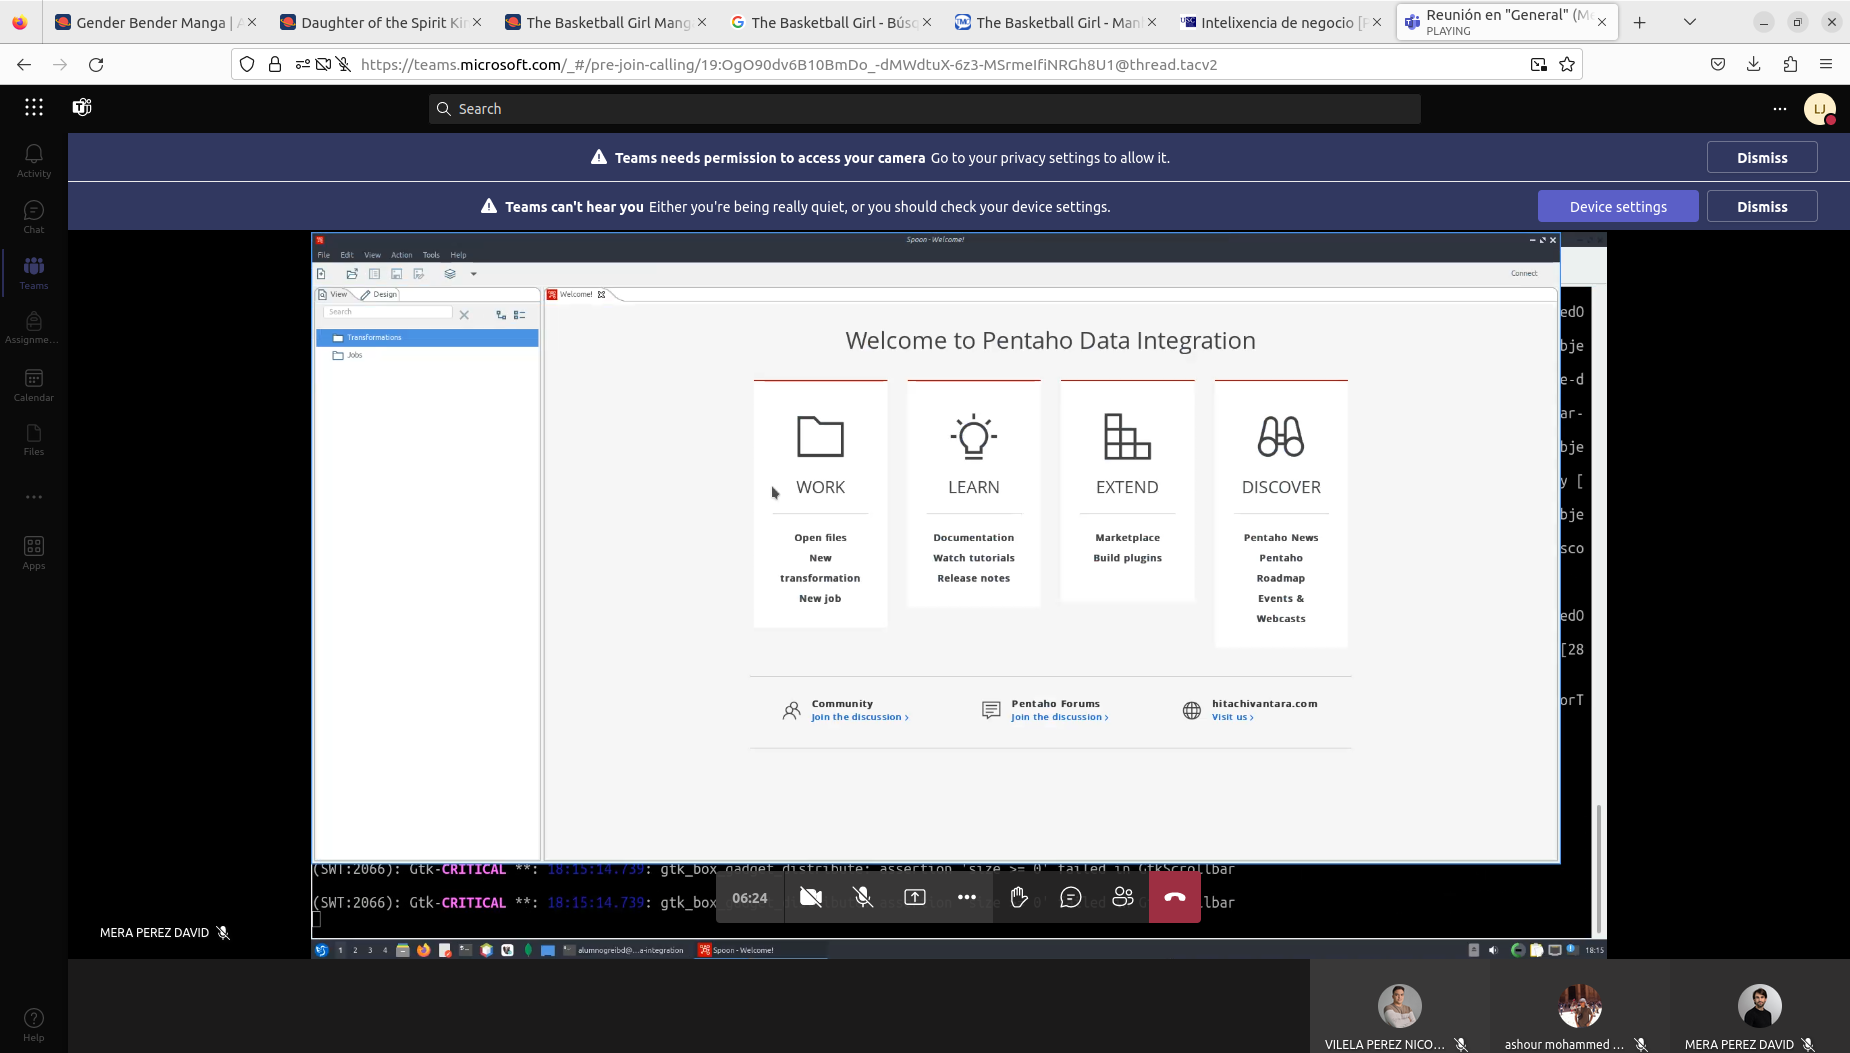 Gender Bender Manga | A
Daughter of the Spirit Kin
The Basketball Girl Mang
The Basketball Girl - Búsq
The Basketball Girl - Man
Intelixencia de negocio [P
Reunión en "General" (M
PLAYING
https://teams.microsoft.com/_#/pre-join-calling/19:OgO90dv6B10BmDo_-dMWdtuX-6z3-MSrmeIfiNRGh8U1@thread.tacv2
Search
LJ
Teams needs permission to access your camera Go to your privacy settings to allow it.
Dismiss
Teams can't hear you Either you're being really quiet, or you should check your device settings.
Device settings
Dismiss
Activity
Chat
Teams
Assignme...
Calendar
Files
Apps
Help
Spoon - Welcome!
File Edit View Action Tools Help
Connect
View Design
Welcome!
Search
Transformations
Jobs
Welcome to Pentaho Data Integration
WORK
Open files
New
transformation
New job
LEARN
Documentation
Watch tutorials
Release notes
EXTEND
Marketplace
Build plugins
DISCOVER
Pentaho News
Pentaho
Roadmap
Events &
Webcasts
Community
Join the discussion ›
Pentaho Forums
Join the discussion ›
hitachivantara.com
Visit us ›
edO
bje
e-d
ar-
bje
y [
bje
sco
edO
[28
orT
(SWT:2066): Gtk-CRITICAL **: 18:15:14.739: gtk_box_gadget_distribute: assertion 'size >= 0' failed in GtkScrollbar
(SWT:2066): Gtk-CRITICAL **: 18:15:14.739: gtk_box
06:24
MERA PEREZ DAVID
1 2 3 4
alumnogreibd@...a-integration
Spoon - Welcome!
18:15
VILELA PEREZ NICO...
ashour mohammed ...
MERA PEREZ DAVID